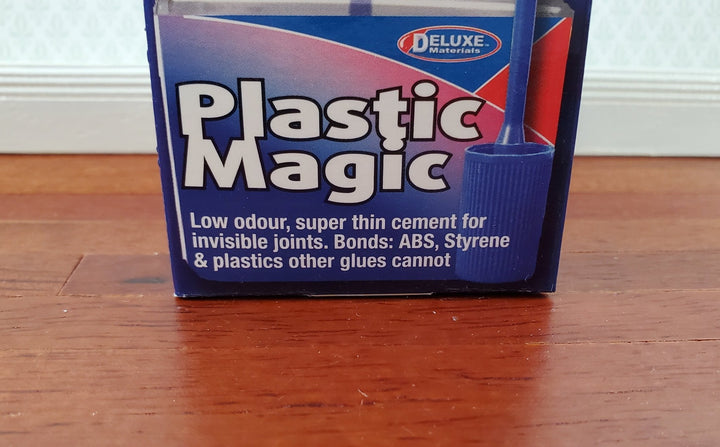 DELUXE
Materials
Plastic
Magic
Low odour, super thin cement for
invisible joints. Bonds: ABS, Styrene
& plastics other glues cannot